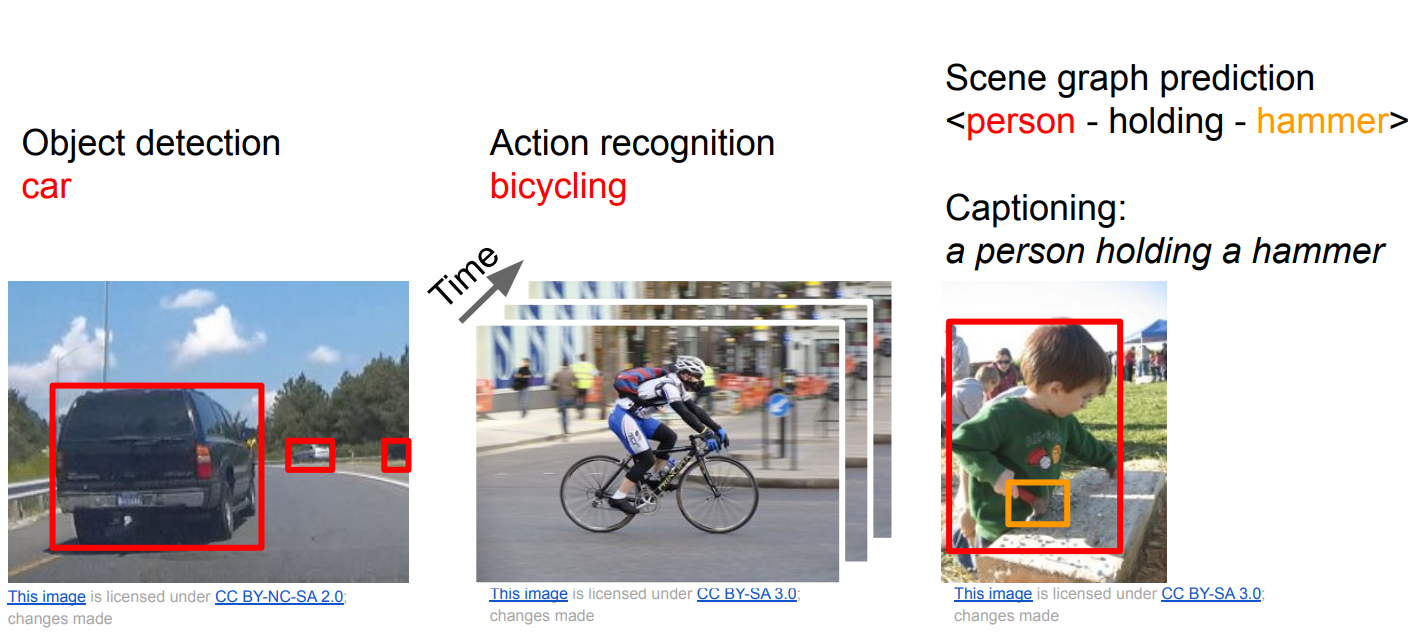 Object detection
car
Action recognition
bicycling
Scene graph prediction
<person - holding - hammer>
Captioning:
a person holding a hammer
Time
PRINCIPIA
This image is licensed under CC BY-NC-SA 2.0;
changes made
This image is licensed under CC BY-SA 3.0;
changes made
This image is licensed under CC BY-SA 3.0;
changes made